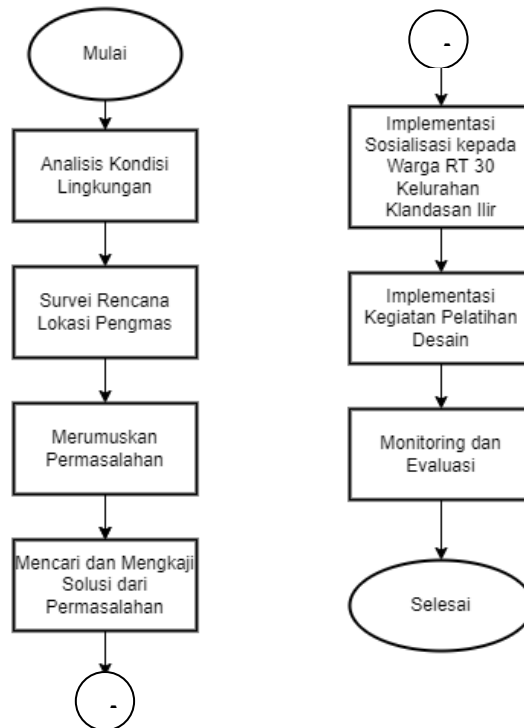 Mulai
Analisis Kondisi
Lingkungan
Survei Rencana
Lokasi Pengmas
Merumuskan
Permasalahan
Mencari dan Mengkaji
Solusi dari
Permasalahan
-
-
Implementasi
Sosialisasi kepada
Warga RT 30
Kelurahan
Klandasan Ilir
Implementasi
Kegiatan Pelatihan
Desain
Monitoring dan
Evaluasi
Selesai